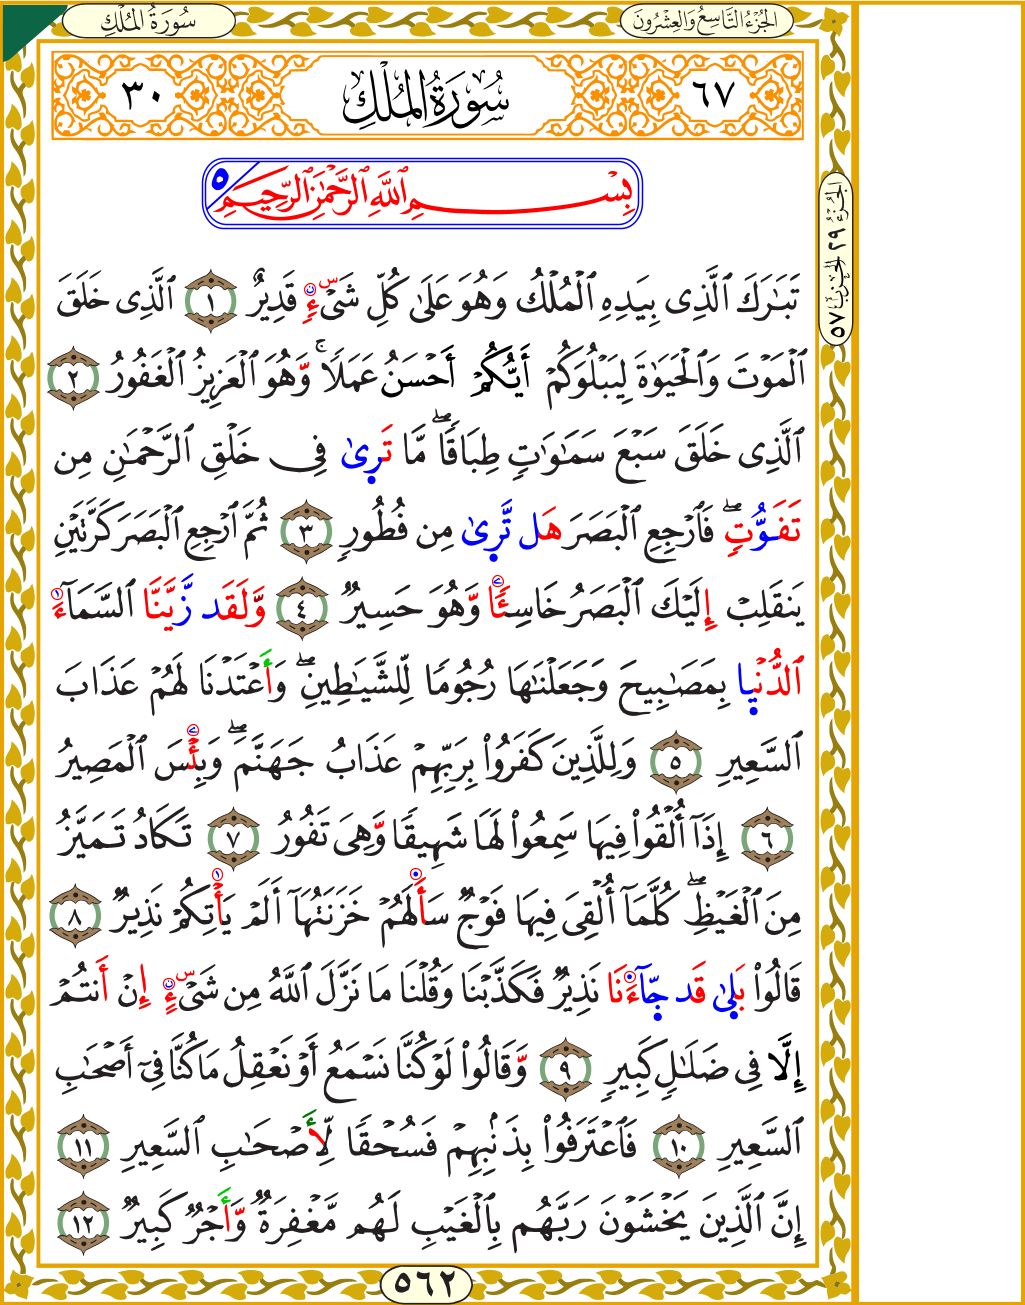 الجُزْءُ التَّاسِعُ وَالعِشْرُونَ
سُورَةُ المُلْكِ
٦٧ سُورَةُ المُلْكِ ٣٠
بِسْمِ ٱللَّهِ ٱلرَّحْمَٰنِ ٱلرَّحِيمِ ٥
تَبَٰرَكَ ٱلَّذِى بِيَدِهِ ٱلْمُلْكُ وَهُوَ عَلَىٰ كُلِّ شَىْءٍ قَدِيرٌ ١ ٱلَّذِى خَلَقَ
ٱلْمَوْتَ وَٱلْحَيَوٰةَ لِيَبْلُوَكُمْ أَيُّكُمْ أَحْسَنُ عَمَلًا ۚ وَّهُوَ ٱلْعَزِيزُ ٱلْغَفُورُ ٢
ٱلَّذِى خَلَقَ سَبْعَ سَمَٰوَٰتٍ طِبَاقًا ۖ مَّا تَرِىٰ فِى خَلْقِ ٱلرَّحْمَٰنِ مِن
تَفَوُّتٍ ۖ فَٱرْجِعِ ٱلْبَصَرَ هَل تَّرِىٰ مِن فُطُورٍ ٣ ثُمَّ ٱرْجِعِ ٱلْبَصَرَ كَرَّتَيْنِ
يَنقَلِبْ إِلَيْكَ ٱلْبَصَرُ خَاسِئًا وَّهُوَ حَسِيرٌ ٤ وَّلَقَد زَّيَّنَّا ٱلسَّمَآءَ
ٱلدُّنْيِا بِمَصَٰبِيحَ وَجَعَلْنَٰهَا رُجُومًا لِّلشَّيَٰطِينِ ۖ وَأَعْتَدْنَا لَهُمْ عَذَابَ
ٱلسَّعِيرِ ٥ وَلِلَّذِينَ كَفَرُوا۟ بِرَبِّهِمْ عَذَابُ جَهَنَّمَ ۖ وَبِئْسَ ٱلْمَصِيرُ
٦ إِذَآ أُلْقُوا۟ فِيهَا سَمِعُوا۟ لَهَا شَهِيقًا وَّهِىَ تَفُورُ ٧ تَكَادُ تَمَيَّزُ
مِنَ ٱلْغَيْظِ ۖ كُلَّمَآ أُلْقِىَ فِيهَا فَوْجٌ سَأَلَهُمْ خَزَنَتُهَآ أَلَمْ يَأْتِكُمْ نَذِيرٌ ٨
قَالُوا۟ بَلِىٰ قَد جِّآءَنَا نَذِيرٌ فَكَذَّبْنَا وَقُلْنَا مَا نَزَّلَ ٱللَّهُ مِن شَىْءٍ إِنْ أَنتُمْ
إِلَّا فِى ضَلَٰلٍ كَبِيرٍ ٩ وَّقَالُوا۟ لَوْ كُنَّا نَسْمَعُ أَوْ نَعْقِلُ مَا كُنَّا فِىٓ أَصْحَٰبِ
ٱلسَّعِيرِ ١٠ فَٱعْتَرَفُوا۟ بِذَنۢبِهِمْ فَسُحْقًا لِّأَصْحَٰبِ ٱلسَّعِيرِ ١١
إِنَّ ٱلَّذِينَ يَخْشَوْنَ رَبَّهُم بِٱلْغَيْبِ لَهُم مَّغْفِرَةٌ وَّأَجْرٌ كَبِيرٌ ١٢
٥٦٢
الجُزْءُ ٢٩ الحِزْبُ ٥٧